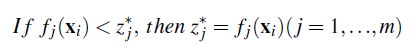 If f_j(𝐱_i) < z_j^*, then z_j^* = f_j(𝐱_i)(j = 1,…,m)